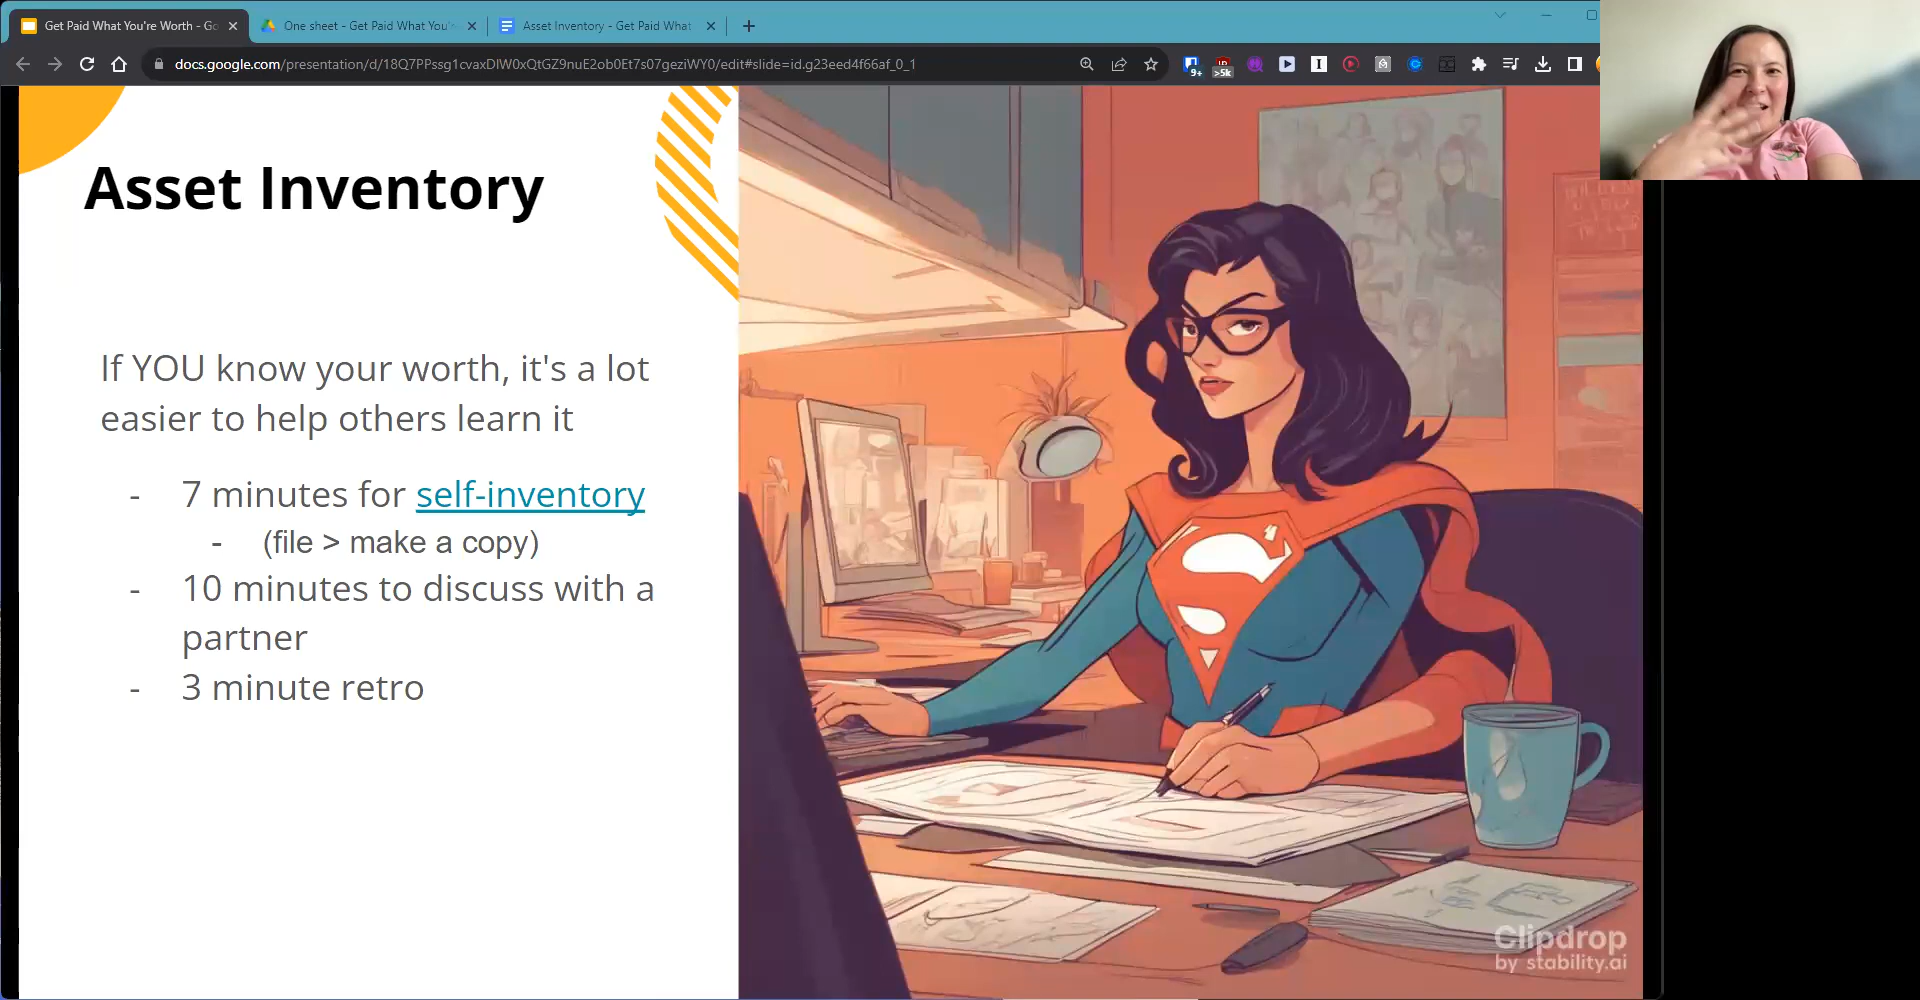 Get Paid What You're Worth - Go
One sheet - Get Paid What You'
Asset Inventory - Get Paid What
docs.google.com/presentation/d/18Q7PPssg1cvaxDIW0xQtGZ9nuE2ob0Et7s07geziWY0/edit#slide=id.g23eed4f66af_0_1
9+
>5k
Asset Inventory
If YOU know your worth, it's a lot
easier to help others learn it
- 7 minutes for self-inventory
- (file > make a copy)
- 10 minutes to discuss with a
partner
- 3 minute retro
Clipdrop
by stability.ai